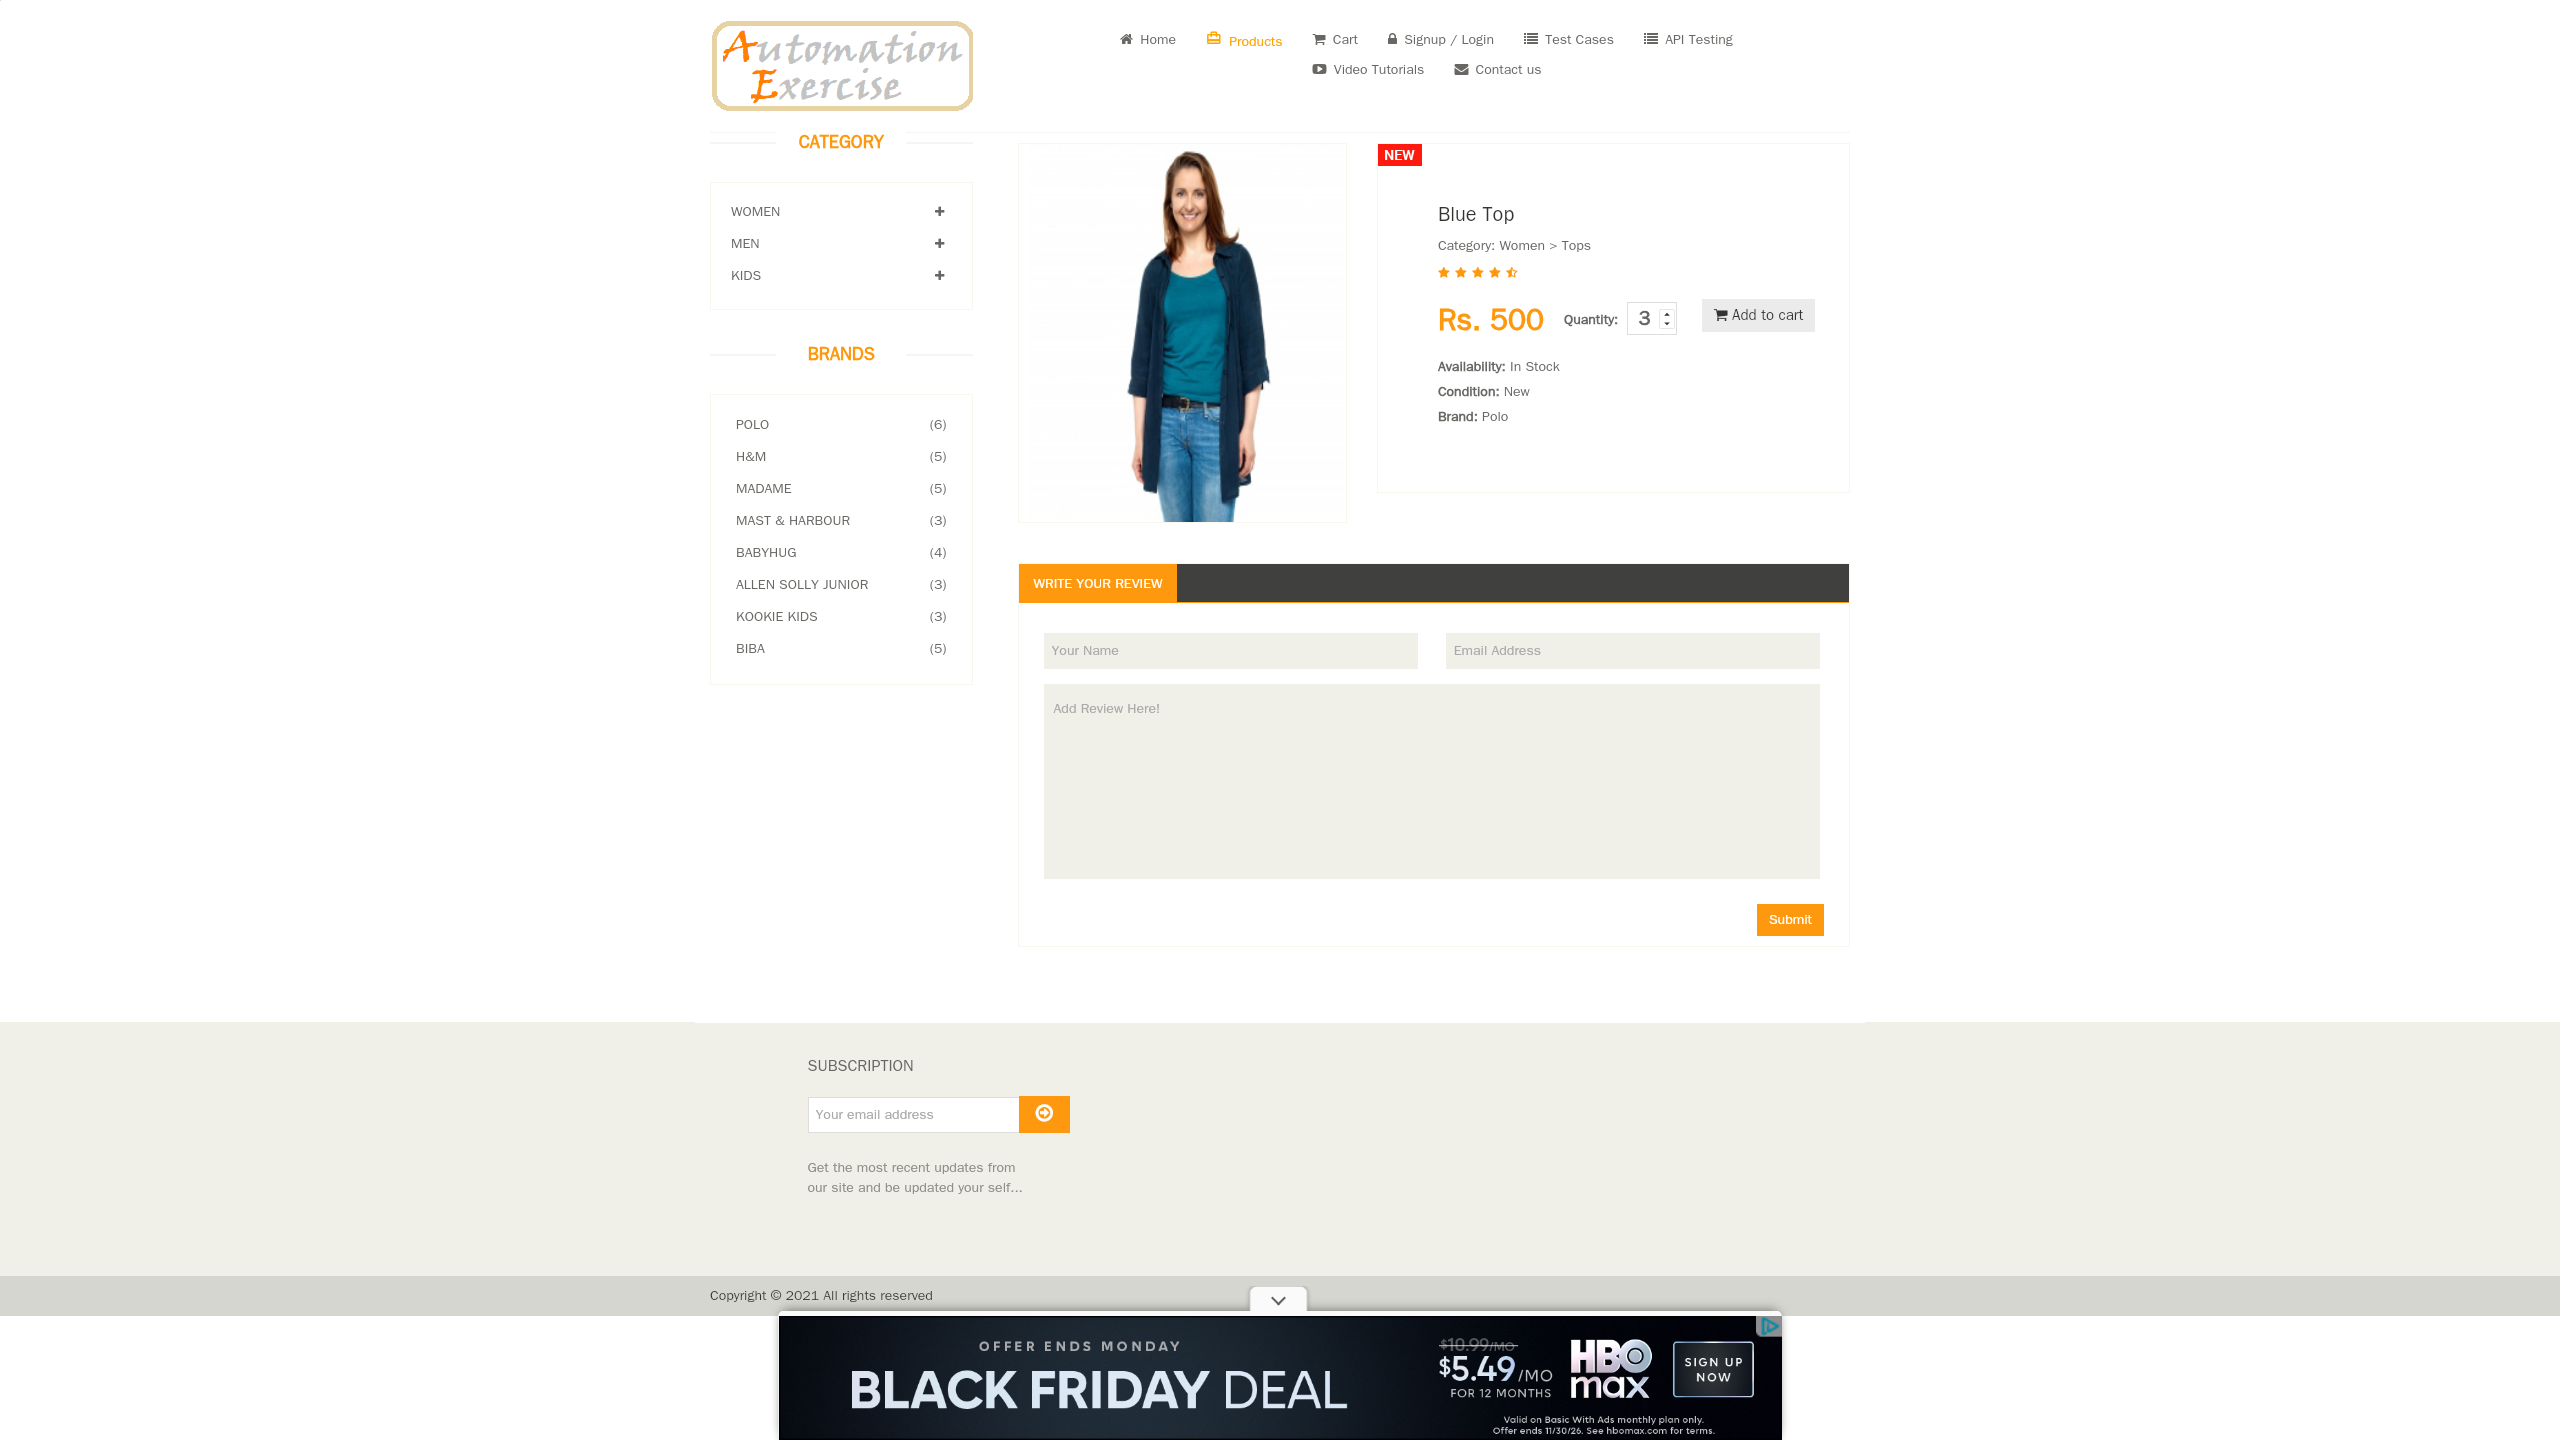 Automation
Exercise
Home
Products
Cart
Signup / Login
Test Cases
API Testing
Video Tutorials
Contact us
CATEGORY
WOMEN
MEN
KIDS
BRANDS
POLO (6)
H&M (5)
MADAME (5)
MAST & HARBOUR (3)
BABYHUG (4)
ALLEN SOLLY JUNIOR (3)
KOOKIE KIDS (3)
BIBA (5)
NEW
Blue Top
Category: Women > Tops
Rs. 500 Quantity: 3 Add to cart
Availability: In Stock
Condition: New
Brand: Polo
WRITE YOUR REVIEW
Your Name
Email Address
Add Review Here!
Submit
SUBSCRIPTION
Your email address
Get the most recent updates from
our site and be updated your self...
Copyright © 2021 All rights reserved
OFFER ENDS MONDAY
BLACK FRIDAY DEAL
$10.99/MO
$5.49/MO
FOR 12 MONTHS
HBO
max
SIGN UP
NOW
Valid on Basic With Ads monthly plan only.
Offer ends 11/30/26. See hbomax.com for terms.